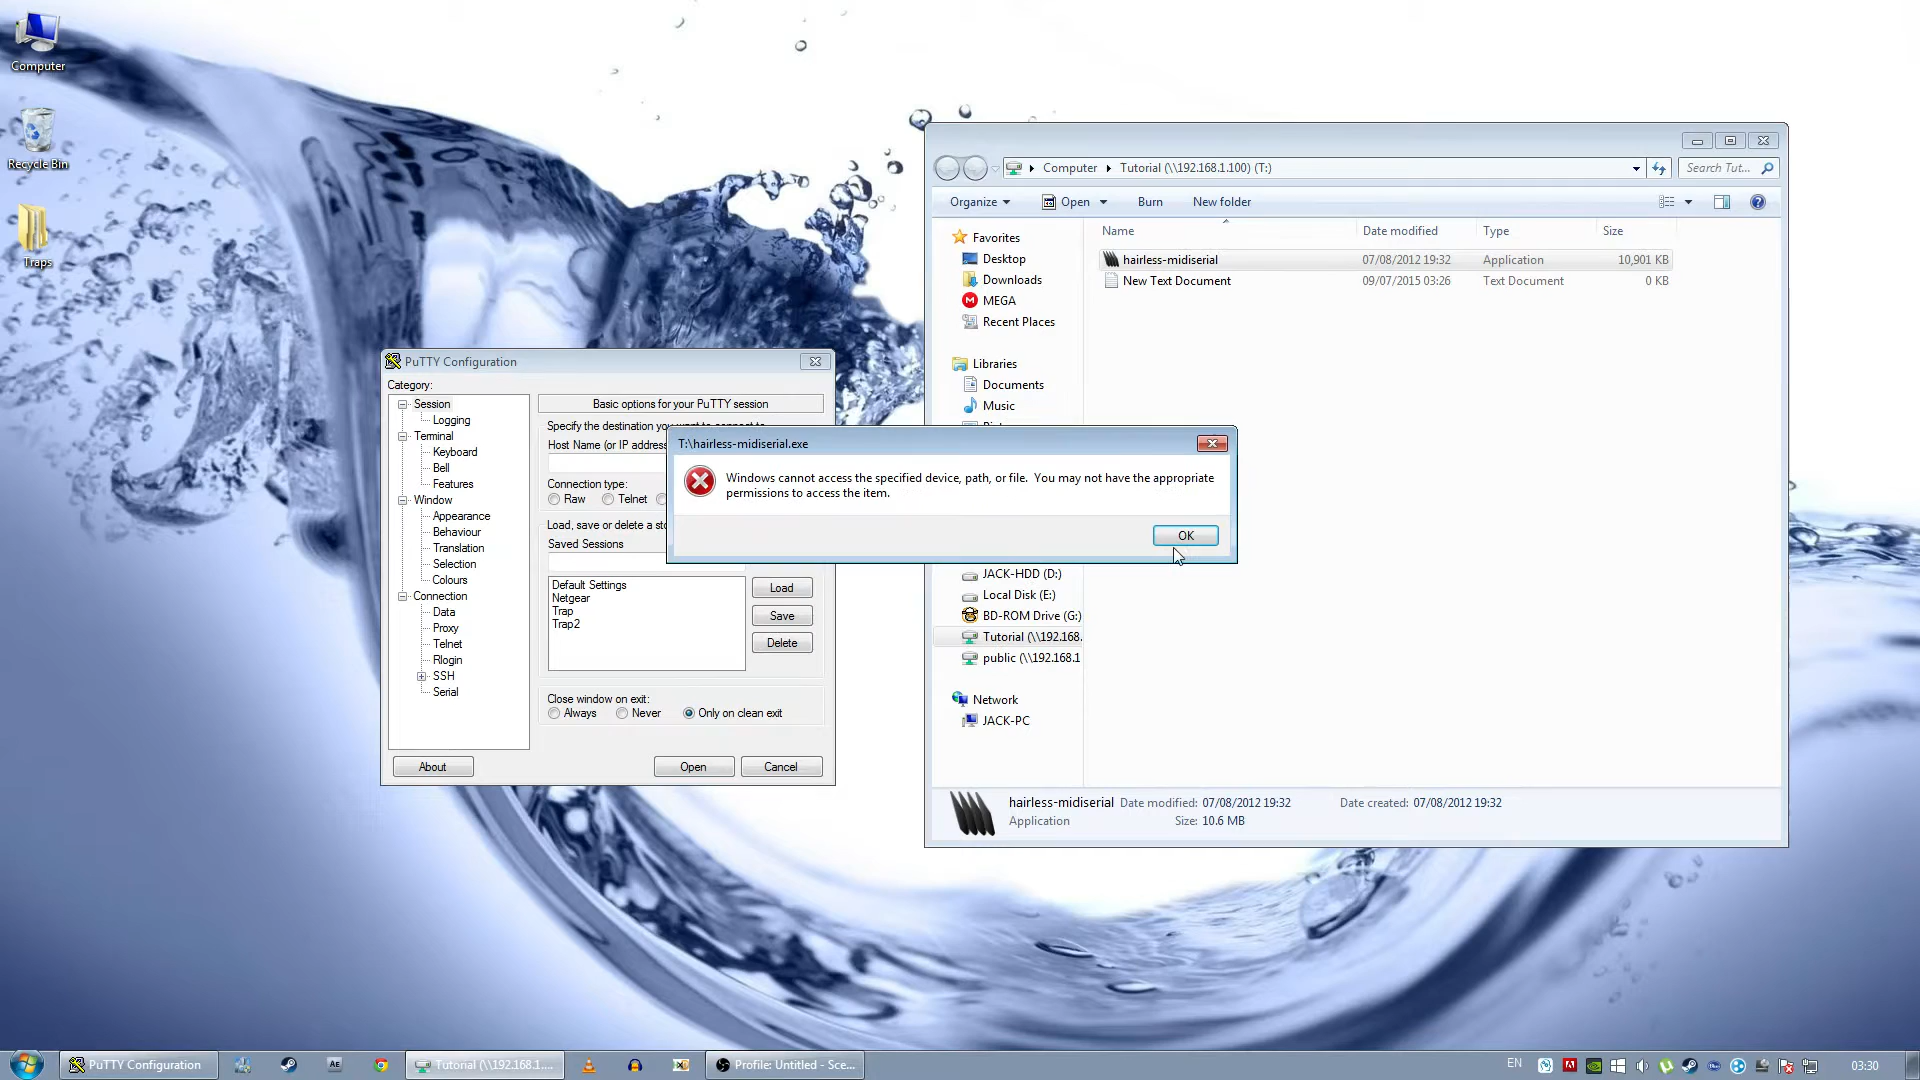 Computer
Recycle Bin
Traps
PuTTY Configuration
Category:
Session
Logging
Terminal
Keyboard
Bell
Features
Window
Appearance
Behaviour
Translation
Selection
Colours
Connection
Data
Proxy
Telnet
Rlogin
SSH
Serial
Basic options for your PuTTY session
Specify the destination you want to connect to
Host Name (or IP address
Connection type:
Raw Telnet
Load, save or delete a sto
Saved Sessions
Default Settings
Netgear
Trap
Trap2
Load
Save
Delete
Close window on exit:
Always Never Only on clean exit
About Open Cancel
T:\hairless-midiserial.exe
Windows cannot access the specified device, path, or file. You may not have the appropriate
permissions to access the item.
OK
Computer Tutorial (\\192.168.1.100) (T:)
Search Tut...
Organize Open Burn New folder
Favorites
Desktop
Downloads
MEGA
Recent Places
Libraries
Documents
Music
JACK-HDD (D:)
Local Disk (E:)
BD-ROM Drive (G:)
Tutorial (\\192.168.
public (\\192.168.1
Network
JACK-PC
Name Date modified Type Size
hairless-midiserial 07/08/2012 19:32 Application 10,901 KB
New Text Document 09/07/2015 03:26 Text Document 0 KB
hairless-midiserial Date modified: 07/08/2012 19:32 Date created: 07/08/2012 19:32
Application Size: 10.6 MB
PuTTY Configuration
AE
Tutorial (\\192.168.1....
Profile: Untitled - Sce...
EN
03:30